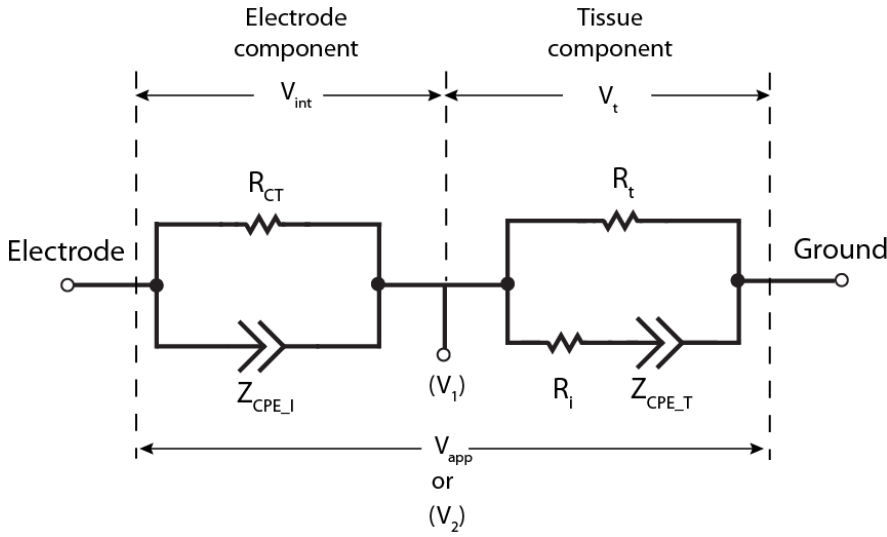 Electrode
component
Tissue
component
V_int
V_t
R_CT
R_t
Electrode
Ground
Z_CPE_I
(V_1)
R_i
Z_CPE_T
V_app
or
(V_2)